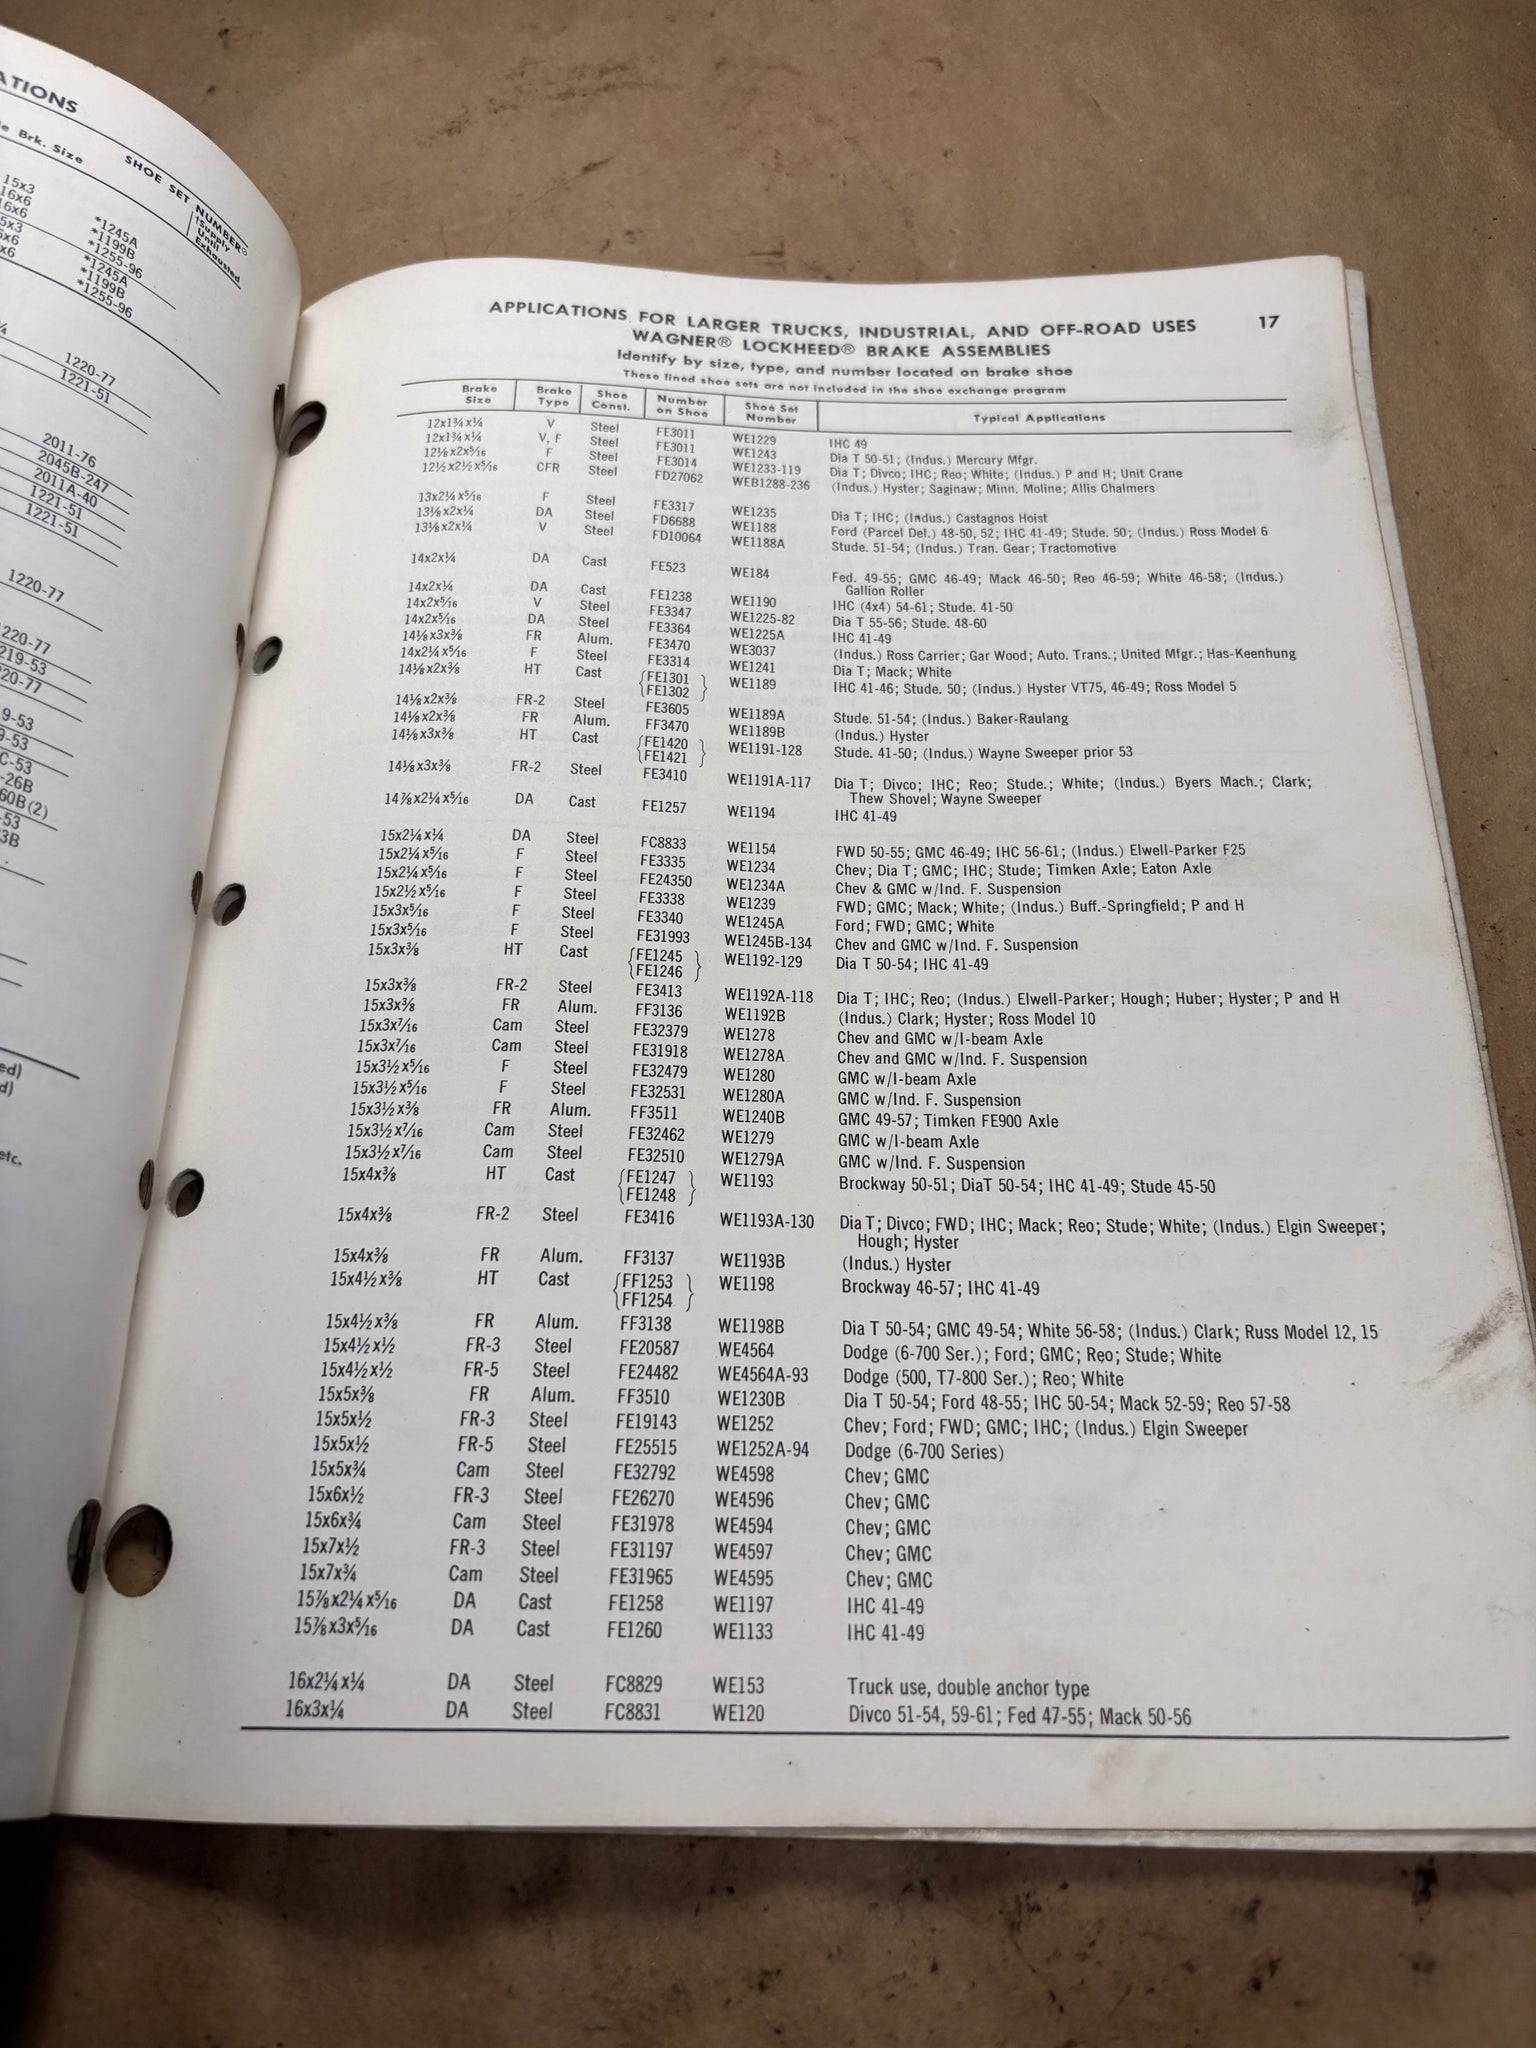 ATIONS
Brk. Size
SHOE SET NUMBER®
†Supply
Until
Exhausted
15x3
16x6
16x6
*1245A
*1199B
*1255-96
*1245A
*1199B
*1255-96
1220-77
1221-51
2011-76
2045B-247
2011A-40
1221-51
1221-51
1220-77
APPLICATIONS FOR LARGER TRUCKS, INDUSTRIAL, AND OFF-ROAD USES 17
WAGNER® LOCKHEED® BRAKE ASSEMBLIES
Identify by size, type, and number located on brake shoe
These lined shoe sets are not included in the shoe exchange program
Brake Size Brake Type Shoe Const. Number on Shoe Shoe Set Number Typical Applications
12x1¾x¼ V Steel FE3011 WE1229 IHC 49
12x1¾x¼ V, F Steel FE3011 WE1243 Dia T 50-51; (Indus.) Mercury Mfgr.
12⅛x2x5/16 F Steel FE3014 WE1233-119 Dia T; Divco; IHC; Reo; White; (Indus.) P and H; Unit Crane
12½x2½x5/16 CFR Steel FD27062 WEB1288-236 (Indus.) Hyster; Saginaw; Minn. Moline; Allis Chalmers
13x2¼x5/16 F Steel FE3317 WE1235 Dia T; IHC; (Indus.) Castagnos Hoist
13⅛x2x¼ DA Steel FD6688 WE1188 Ford (Parcel Del.) 48-50, 52; IHC 41-49; Stude. 50; (Indus.) Ross Model 6
13⅛x2x¼ V Steel FD10064 WE1188A Stude. 51-54; (Indus.) Tran. Gear; Tractomotive
14x2x¼ DA Cast FE523 WE184 Fed. 49-55; GMC 46-49; Mack 46-50; Reo 46-59; White 46-58; (Indus.)
Gallion Roller
14x2x¼ DA Cast FE1238 WE1190 IHC (4x4) 54-61; Stude. 41-50
14x2x5/16 V Steel FE3347 WE1225-82 Dia T 55-56; Stude. 48-60
14x2x5/16 DA Steel FE3364 WE1225A IHC 41-49
14⅛x3x⅜ FR Alum. FE3470 WE3037 (Indus.) Ross Carrier; Gar Wood; Auto. Trans.; United Mfgr.; Has-Keenhung
14x2¼x5/16 F Steel FE3314 WE1241 Dia T; Mack; White
14⅛x2x⅜ HT Cast {FE1301} WE1189 IHC 41-46; Stude. 50; (Indus.) Hyster VT75, 46-49; Ross Model 5
{FE1302}
14⅛x2x⅜ FR-2 Steel FE3605 WE1189A Stude. 51-54; (Indus.) Baker-Raulang
14⅛x2x⅜ FR Alum. FF3470 WE1189B (Indus.) Hyster
14⅛x3x⅜ HT Cast {FE1420} WE1191-128 Stude. 41-50; (Indus.) Wayne Sweeper prior 53
{FE1421}
14⅛x3x⅜ FR-2 Steel FE3410 WE1191A-117 Dia T; Divco; IHC; Reo; Stude.; White; (Indus.) Byers Mach.; Clark;
Thew Shovel; Wayne Sweeper
14⅞x2¼x5/16 DA Cast FE1257 WE1194 IHC 41-49
15x2¼x¼ DA Steel FC8833 WE1154 FWD 50-55; GMC 46-49; IHC 56-61; (Indus.) Elwell-Parker F25
15x2¼x5/16 F Steel FE3335 WE1234 Chev; Dia T; GMC; IHC; Stude; Timken Axle; Eaton Axle
15x2¼x5/16 F Steel FE24350 WE1234A Chev & GMC w/Ind. F. Suspension
15x2½x5/16 F Steel FE3338 WE1239 FWD; GMC; Mack; White; (Indus.) Buff.-Springfield; P and H
15x3x5/16 F Steel FE3340 WE1245A Ford; FWD; GMC; White
15x3x5/16 F Steel FE31993 WE1245B-134 Chev and GMC w/Ind. F. Suspension
15x3x⅜ HT Cast {FE1245} WE1192-129 Dia T 50-54; IHC 41-49
{FE1246}
15x3x⅜ FR-2 Steel FE3413 WE1192A-118 Dia T; IHC; Reo; (Indus.) Elwell-Parker; Hough; Huber; Hyster; P and H
15x3x⅜ FR Alum. FF3136 WE1192B (Indus.) Clark; Hyster; Ross Model 10
15x3x7/16 Cam Steel FE32379 WE1278 Chev and GMC w/I-beam Axle
15x3x7/16 Cam Steel FE31918 WE1278A Chev and GMC w/Ind. F. Suspension
15x3½x5/16 F Steel FE32479 WE1280 GMC w/I-beam Axle
15x3½x5/16 F Steel FE32531 WE1280A GMC w/Ind. F. Suspension
15x3½x⅜ FR Alum. FF3511 WE1240B GMC 49-57; Timken FE900 Axle
15x3½x7/16 Cam Steel FE32462 WE1279 GMC w/I-beam Axle
15x3½x7/16 Cam Steel FE32510 WE1279A GMC w/Ind. F. Suspension
15x4x⅜ HT Cast {FE1247} WE1193 Brockway 50-51; DiaT 50-54; IHC 41-49; Stude 45-50
{FE1248}
15x4x⅜ FR-2 Steel FE3416 WE1193A-130 Dia T; Divco; FWD; IHC; Mack; Reo; Stude; White; (Indus.) Elgin Sweeper;
Hough; Hyster
15x4x⅜ FR Alum. FF3137 WE1193B (Indus.) Hyster
15x4½x⅜ HT Cast {FF1253} WE1198 Brockway 46-57; IHC 41-49
{FF1254}
15x4½x⅜ FR Alum. FF3138 WE1198B Dia T 50-54; GMC 49-54; White 56-58; (Indus.) Clark; Russ Model 12, 15
15x4½x½ FR-3 Steel FE20587 WE4564 Dodge (6-700 Ser.); Ford; GMC; Reo; Stude; White
15x4½x½ FR-5 Steel FE24482 WE4564A-93 Dodge (500, T7-800 Ser.); Reo; White
15x5x⅜ FR Alum. FF3510 WE1230B Dia T 50-54; Ford 48-55; IHC 50-54; Mack 52-59; Reo 57-58
15x5x½ FR-3 Steel FE19143 WE1252 Chev; Ford; FWD; GMC; IHC; (Indus.) Elgin Sweeper
15x5x½ FR-5 Steel FE25515 WE1252A-94 Dodge (6-700 Series)
15x5x¾ Cam Steel FE32792 WE4598 Chev; GMC
15x6x½ FR-3 Steel FE26270 WE4596 Chev; GMC
15x6x¾ Cam Steel FE31978 WE4594 Chev; GMC
15x7x½ FR-3 Steel FE31197 WE4597 Chev; GMC
15x7x¾ Cam Steel FE31965 WE4595 Chev; GMC
15⅞x2¼x5/16 DA Cast FE1258 WE1197 IHC 41-49
15⅞x3x5/16 DA Cast FE1260 WE1133 IHC 41-49
16x2¼x¼ DA Steel FC8829 WE153 Truck use, double anchor type
16x3x¼ DA Steel FC8831 WE120 Divco 51-54, 59-61; Fed 47-55; Mack 50-56